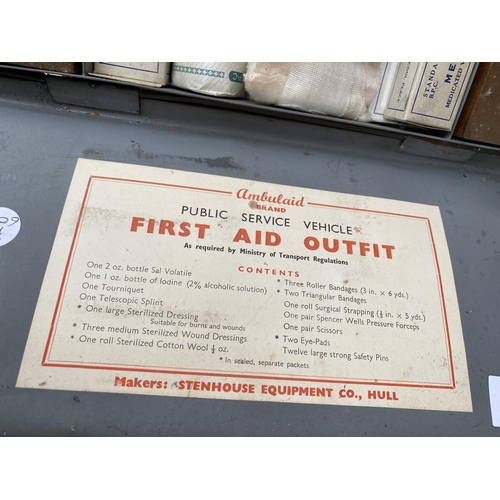 STANDA
B.P.C.
ME
MEDICATED W
09
Ambulaid
BRAND
PUBLIC SERVICE VEHICLE
FIRST AID OUTFIT
As required by Ministry of Transport Regulations
CONTENTS
One 2 oz. bottle Sal Volatile
One 1 oz. bottle of Iodine (2% alcoholic solution)
One Tourniquet
One Telescopic Splint
• One large Sterilized Dressing
Suitable for burns and wounds
• Three medium Sterilized Wound Dressings
• One roll Sterilized Cotton Wool ½ oz.
• Three Roller Bandages (3 in. × 6 yds.)
• Two Triangular Bandages
One roll Surgical Strapping (½ in. × 5 yds.)
One pair Spencer Wells Pressure Forceps
One pair Scissors
• Two Eye-Pads
Twelve large strong Safety Pins
• In sealed, separate packets
Makers: STENHOUSE EQUIPMENT CO., HULL